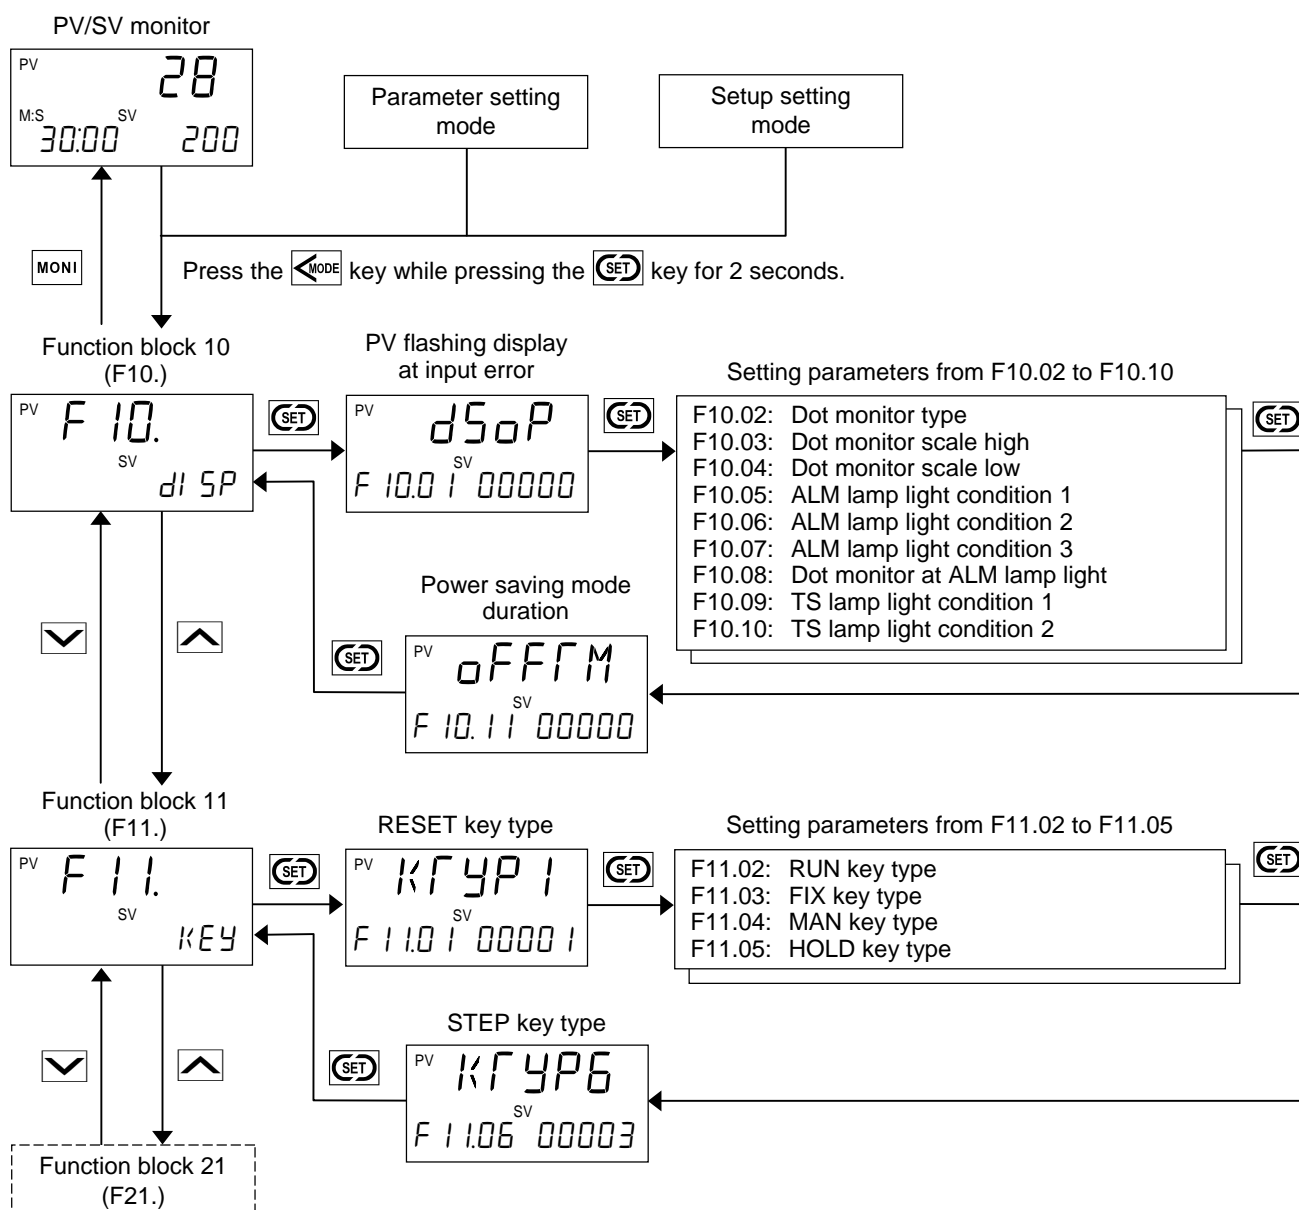 PV/SV monitor
PV
28
M:S
SV
30:00 200
Parameter setting
mode
Setup setting
mode
MONI
Press the <MODE key while pressing the SET key for 2 seconds.
Function block 10
(F10.)
PV
F 10.
SV
dISP
SET
PV flashing display
at input error
PV
dSoP
SV
F10.01 00000
SET
Setting parameters from F10.02 to F10.10
F10.02: Dot monitor type
F10.03: Dot monitor scale high
F10.04: Dot monitor scale low
F10.05: ALM lamp light condition 1
F10.06: ALM lamp light condition 2
F10.07: ALM lamp light condition 3
F10.08: Dot monitor at ALM lamp light
F10.09: TS lamp light condition 1
F10.10: TS lamp light condition 2
SET
Power saving mode
duration
SET
PV
oFFTM
SV
F10.11 00000
Function block 11
(F11.)
PV
F 11.
SV
KEY
SET
RESET key type
PV
KTYP1
SV
F11.01 00001
SET
Setting parameters from F11.02 to F11.05
F11.02: RUN key type
F11.03: FIX key type
F11.04: MAN key type
F11.05: HOLD key type
SET
STEP key type
SET
PV
KTYP6
SV
F11.06 00003
Function block 21
(F21.)